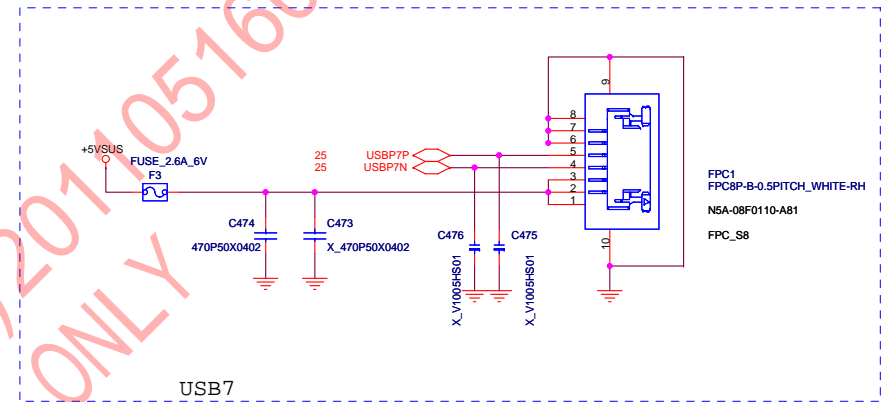 9
8
7
6
5
4
3
2
1
10
+5VSUS
FUSE_2.6A_6V
F3
25 USBP7P
25 USBP7N
FPC1
FPC8P-B-0.5PITCH_WHITE-RH
N5A-08F0110-A81
FPC_S8
C474
470P50X0402
C473
X_470P50X0402
C476
X_V1005HS01
C475
X_V1005HS01
USB7
201105160
ONLY